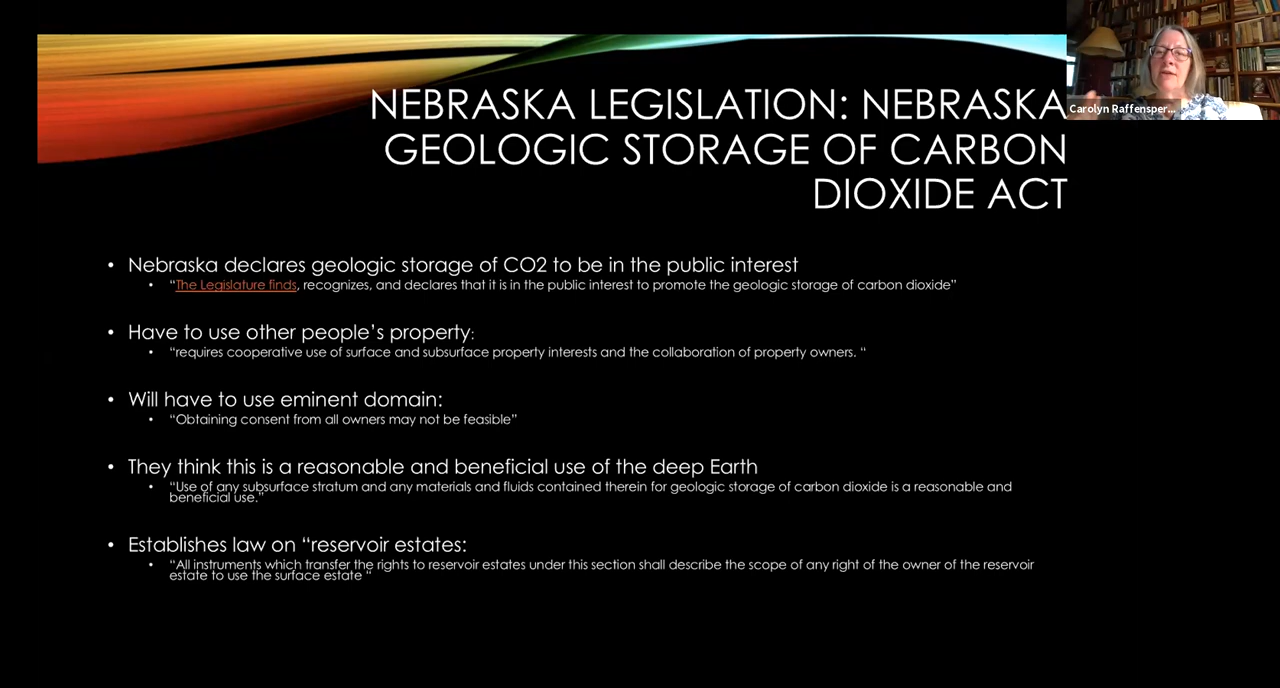 NEBRASKA LEGISLATION: NEBRASKA
GEOLOGIC STORAGE OF CARBON
DIOXIDE ACT
Carolyn Raffensper...
• Nebraska declares geologic storage of CO2 to be in the public interest
• “The Legislature finds, recognizes, and declares that it is in the public interest to promote the geologic storage of carbon dioxide”
• Have to use other people’s property:
• “requires cooperative use of surface and subsurface property interests and the collaboration of property owners. “
• Will have to use eminent domain:
• “Obtaining consent from all owners may not be feasible”
• They think this is a reasonable and beneficial use of the deep Earth
• “Use of any subsurface stratum and any materials and fluids contained therein for geologic storage of carbon dioxide is a reasonable and
beneficial use.”
• Establishes law on “reservoir estates:
• “All instruments which transfer the rights to reservoir estates under this section shall describe the scope of any right of the owner of the reservoir
estate to use the surface estate “